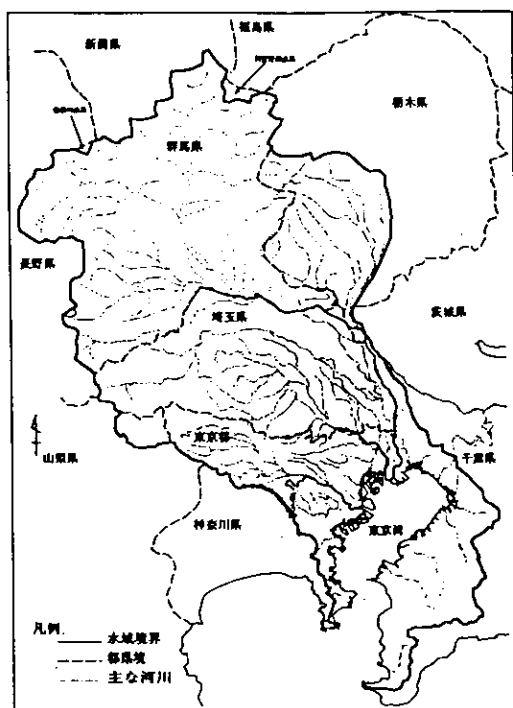 福島県
新潟県
栃木県
群馬県
長野県
茨城県
埼玉県
東京都
山梨県
千葉県
神奈川県
東京湾
凡例
水域境界
都県境
主な河川